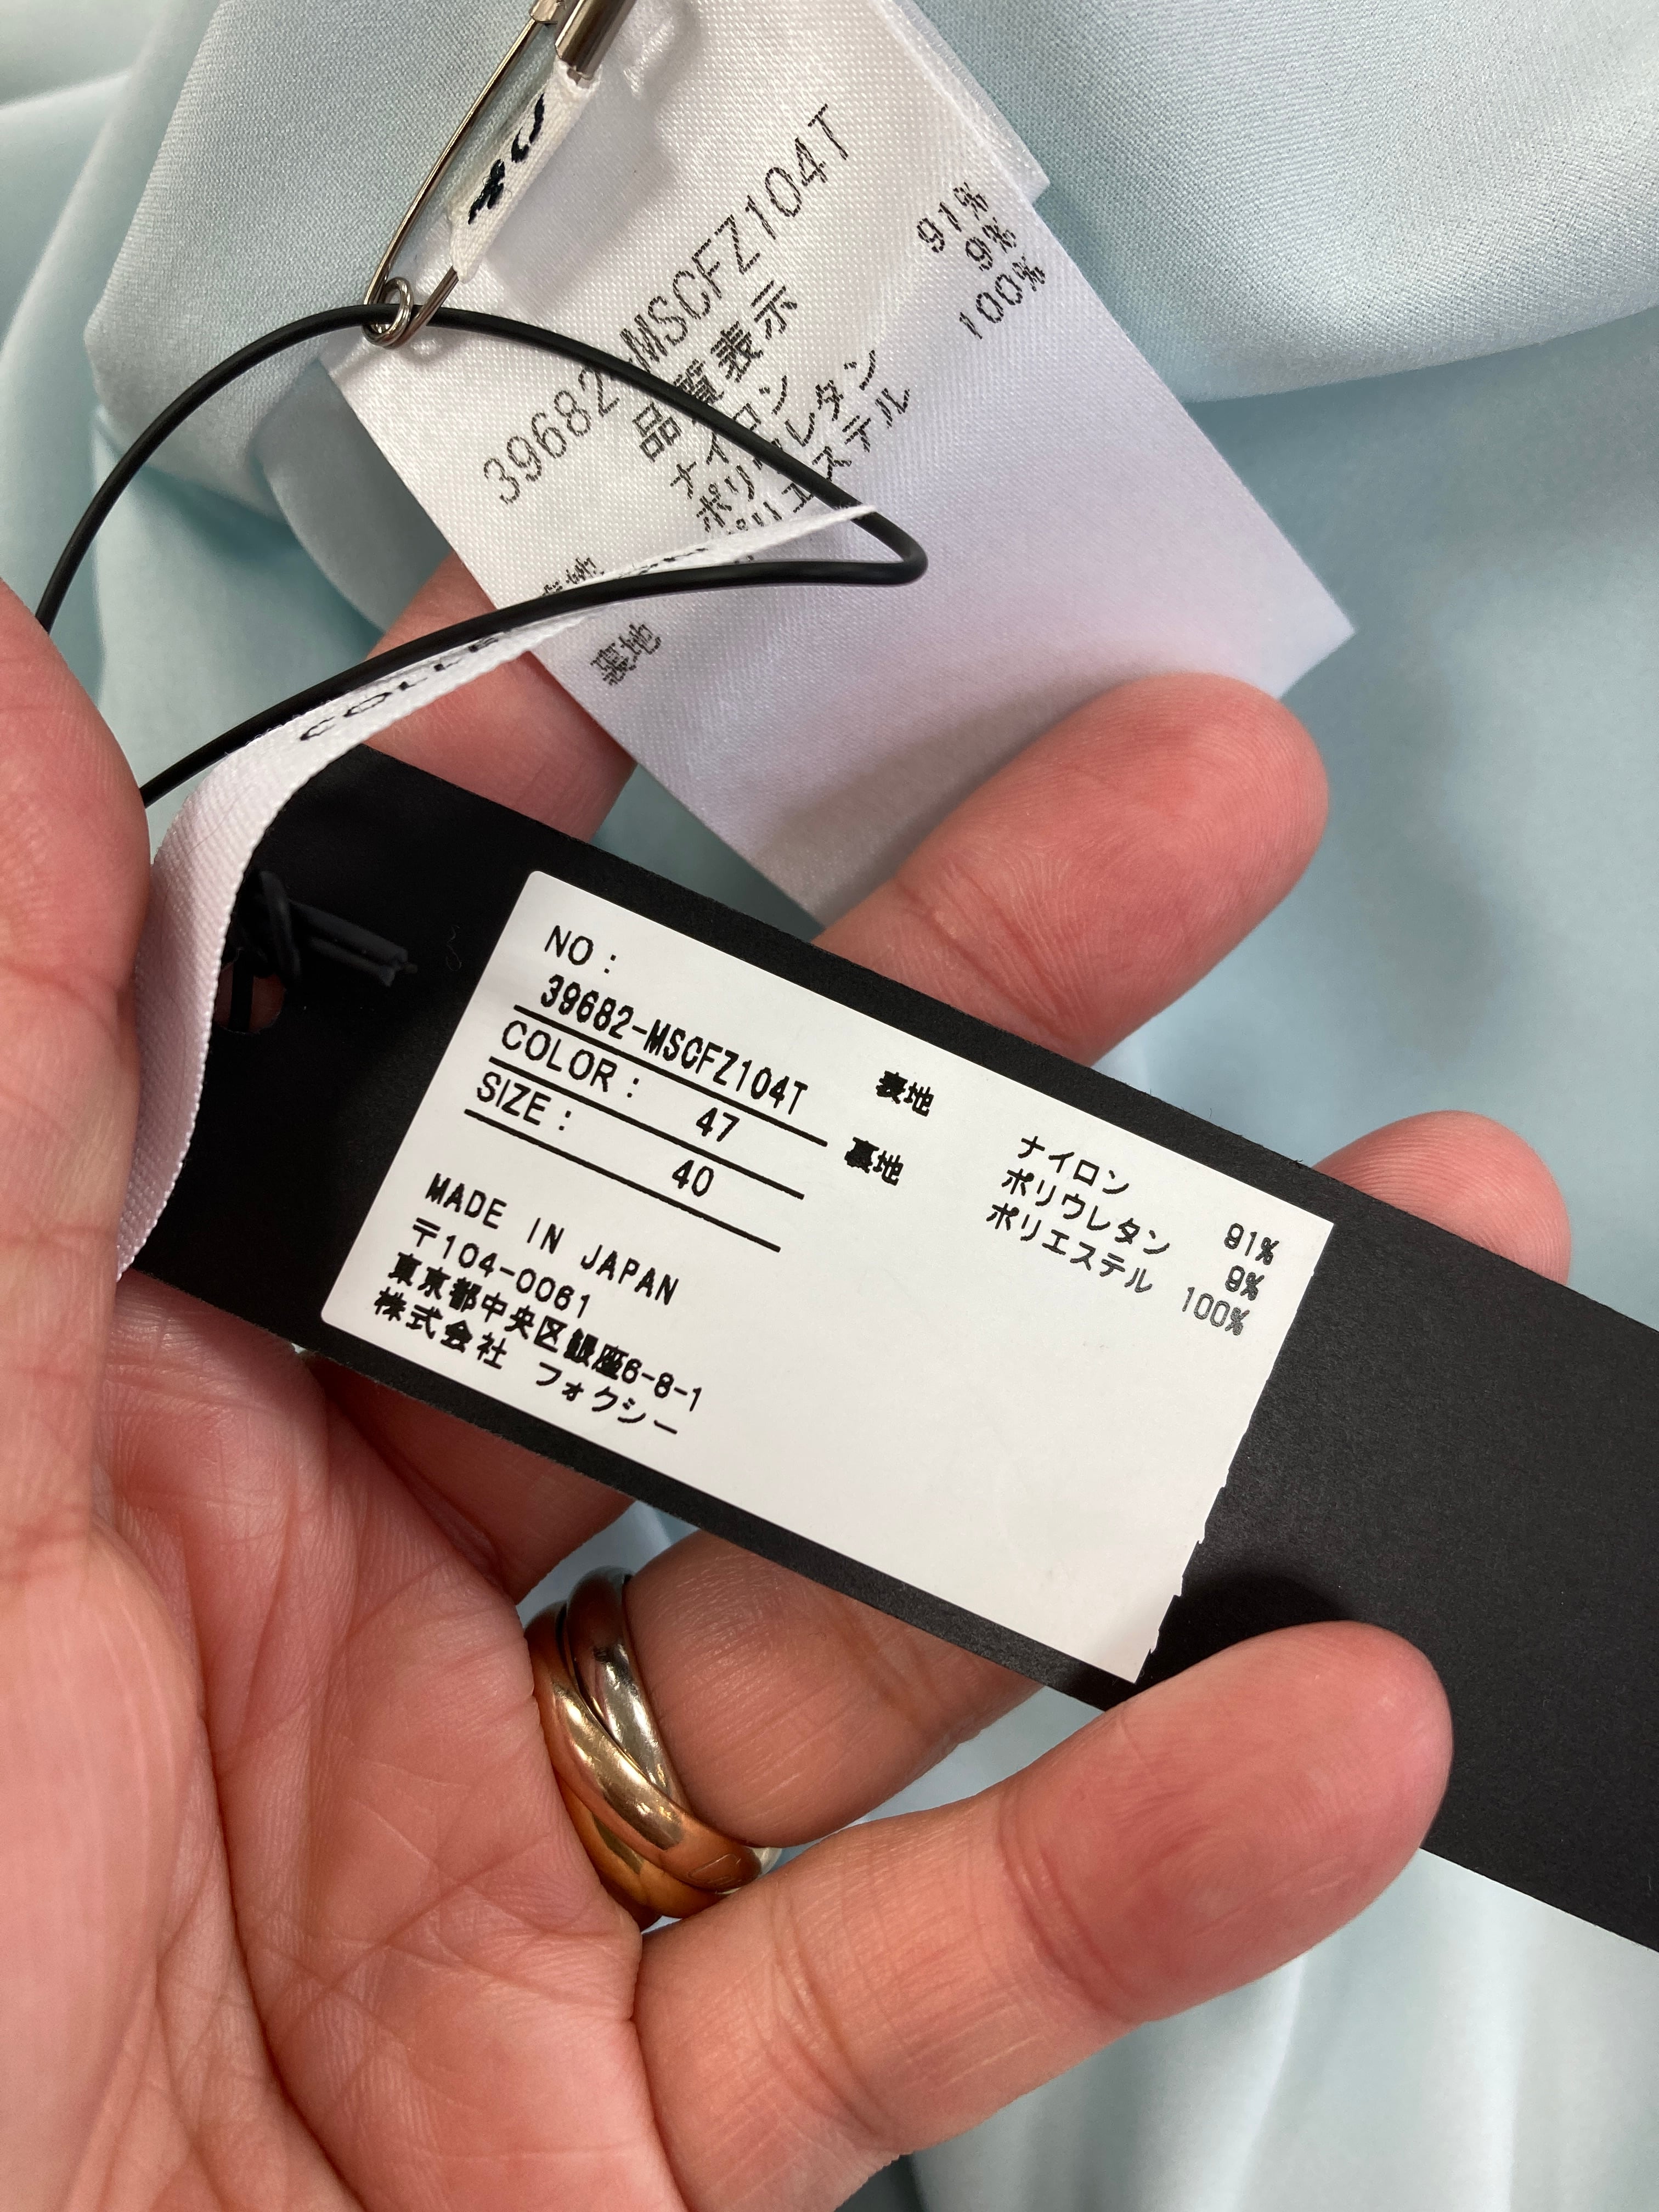 40
39682-MSCFZ104T
品質表示
ナイロン 91%
ポリウレタン 9%
ポリエステル 100%
裏地
COLLE
NO：
39682-MSCFZ104T
COLOR： 47
SIZE： 40
MADE IN JAPAN
〒104-0061
東京都中央区銀座6-8-1
株式会社 フォクシー
表地 ナイロン 91%
ポリウレタン 9%
裏地 ポリエステル 100%